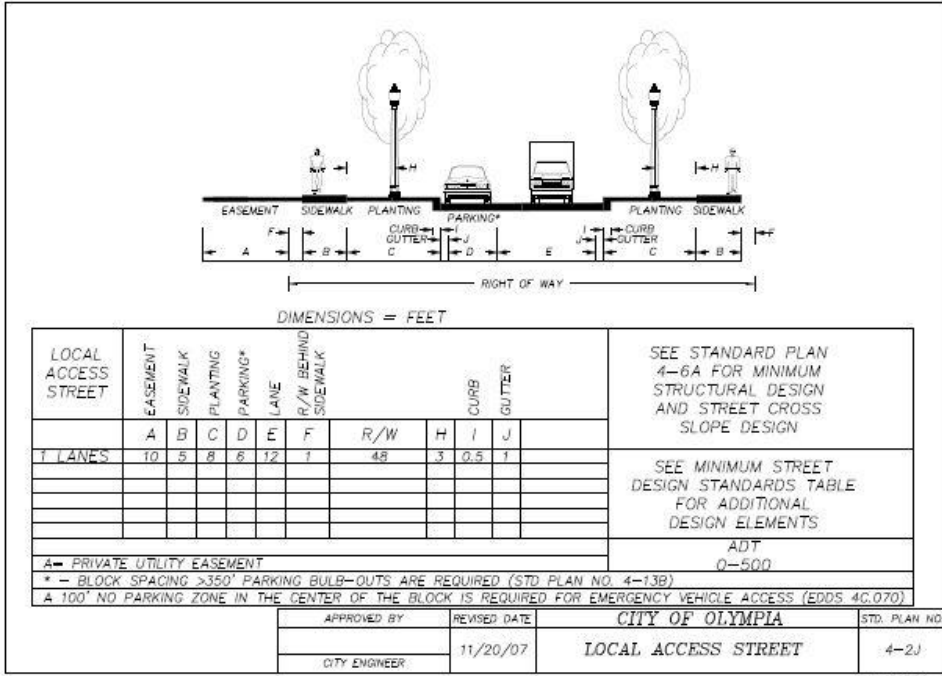 H
H
EASEMENT SIDEWALK PLANTING PARKING* PLANTING SIDEWALK
F CURB I I CURB F
GUTTER J J GUTTER
A B C D E C B
RIGHT OF WAY
DIMENSIONS = FEET
LOCAL ACCESS STREET
EASEMENT
SIDEWALK
PLANTING
PARKING*
LANE
R/W BEHIND SIDEWALK
CURB
GUTTER
A B C D E F R/W H I J
1 LANES 10 5 8 6 12 1 48 3 0.5 1
SEE STANDARD PLAN
4-6A FOR MINIMUM
STRUCTURAL DESIGN
AND STREET CROSS
SLOPE DESIGN
SEE MINIMUM STREET
DESIGN STANDARDS TABLE
FOR ADDITIONAL
DESIGN ELEMENTS
ADT
0-500
A= PRIVATE UTILITY EASEMENT
* - BLOCK SPACING >350' PARKING BULB-OUTS ARE REQUIRED (STD PLAN NO. 4-13B)
A 100' NO PARKING ZONE IN THE CENTER OF THE BLOCK IS REQUIRED FOR EMERGENCY VEHICLE ACCESS (EDDS 4C.070)
APPROVED BY
CITY ENGINEER
REVISED DATE
11/20/07
CITY OF OLYMPIA
LOCAL ACCESS STREET
STD. PLAN NO
4-2J